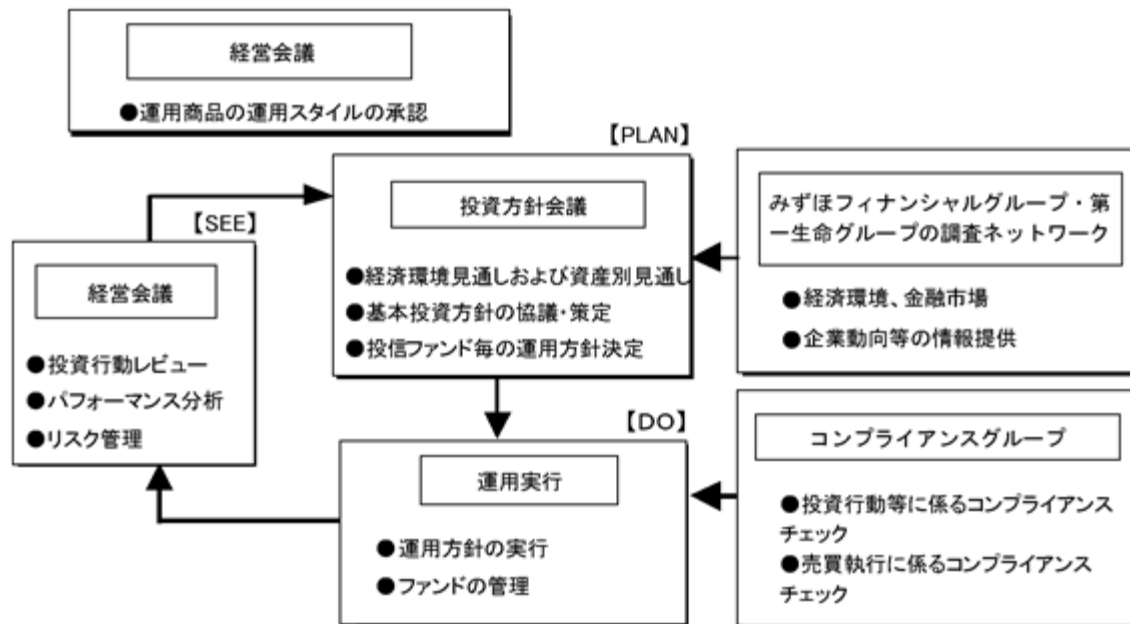 経営会議
●運用商品の運用スタイルの承認
【PLAN】
投資方針会議
●経済環境見通しおよび資産別見通し
●基本投資方針の協議・策定
●投信ファンド毎の運用方針決定
みずほフィナンシャルグループ・第
一生命グループの調査ネットワーク
●経済環境、金融市場
●企業動向等の情報提供
【SEE】
経営会議
●投資行動レビュー
●パフォーマンス分析
●リスク管理
【DO】
運用実行
●運用方針の実行
●ファンドの管理
コンプライアンスグループ
●投資行動等に係るコンプライアンス
チェック
●売買執行に係るコンプライアンス
チェック